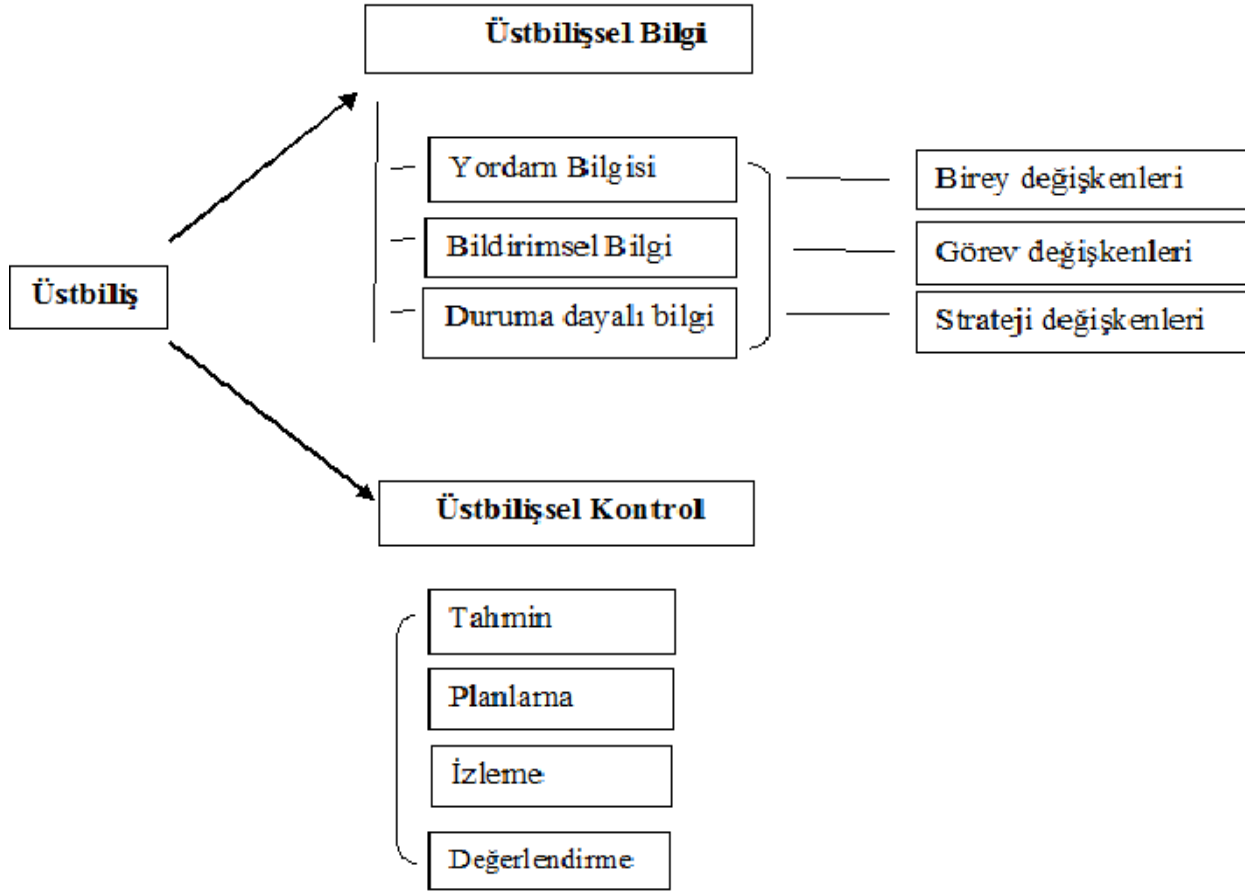 Üstbilişsel Bilgi
Yordam Bilgisi
Birey değişkenleri
Bildirimsel Bilgi
Görev değişkenleri
Üstbiliş
Duruma dayalı bilgi
Strateji değişkenleri
Üstbilişsel Kontrol
Tahmin
Planlama
İzleme
Değerlendirme